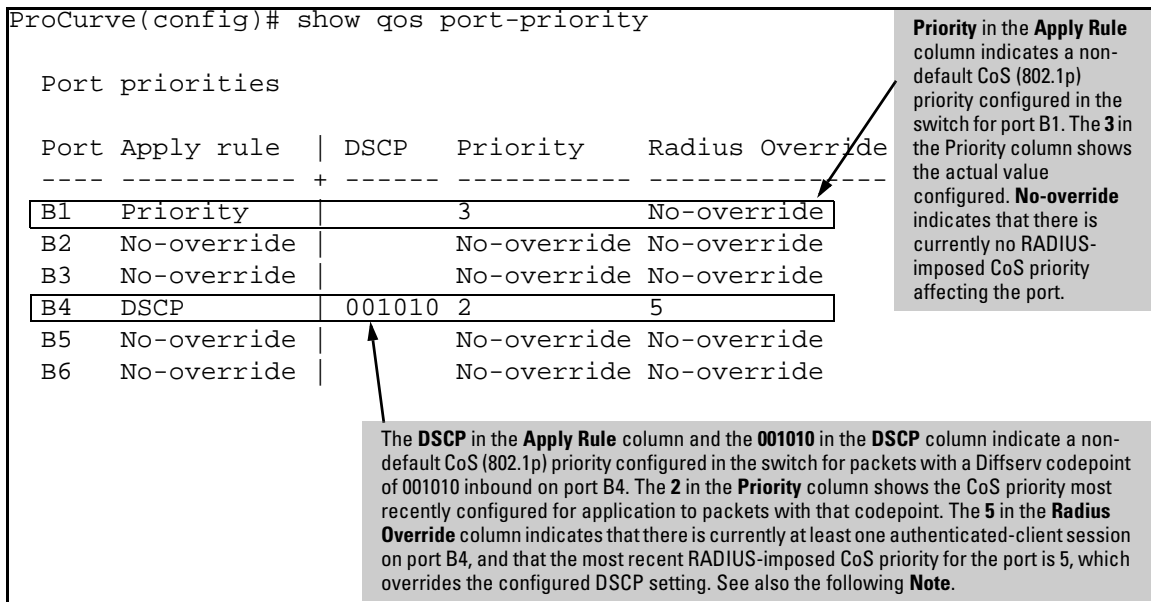 ProCurve(config)# show qos port-priority
Port priorities
Port Apply rule | DSCP Priority Radius Override
---- ----------- + ------ ----------- ---------------
B1 Priority | 3 No-override
B2 No-override | No-override No-override
B3 No-override | No-override No-override
B4 DSCP | 001010 2 5
B5 No-override | No-override No-override
B6 No-override | No-override No-override
Priority in the Apply Rule
column indicates a non-
default CoS (802.1p)
priority configured in the
switch for port B1. The 3 in
the Priority column shows
the actual value
configured. No-override
indicates that there is
currently no RADIUS-
imposed CoS priority
affecting the port.
The DSCP in the Apply Rule column and the 001010 in the DSCP column indicate a non-
default CoS (802.1p) priority configured in the switch for packets with a Diffserv codepoint
of 001010 inbound on port B4. The 2 in the Priority column shows the CoS priority most
recently configured for application to packets with that codepoint. The 5 in the Radius
Override column indicates that there is currently at least one authenticated-client session
on port B4, and that the most recent RADIUS-imposed CoS priority for the port is 5, which
overrides the configured DSCP setting. See also the following Note.